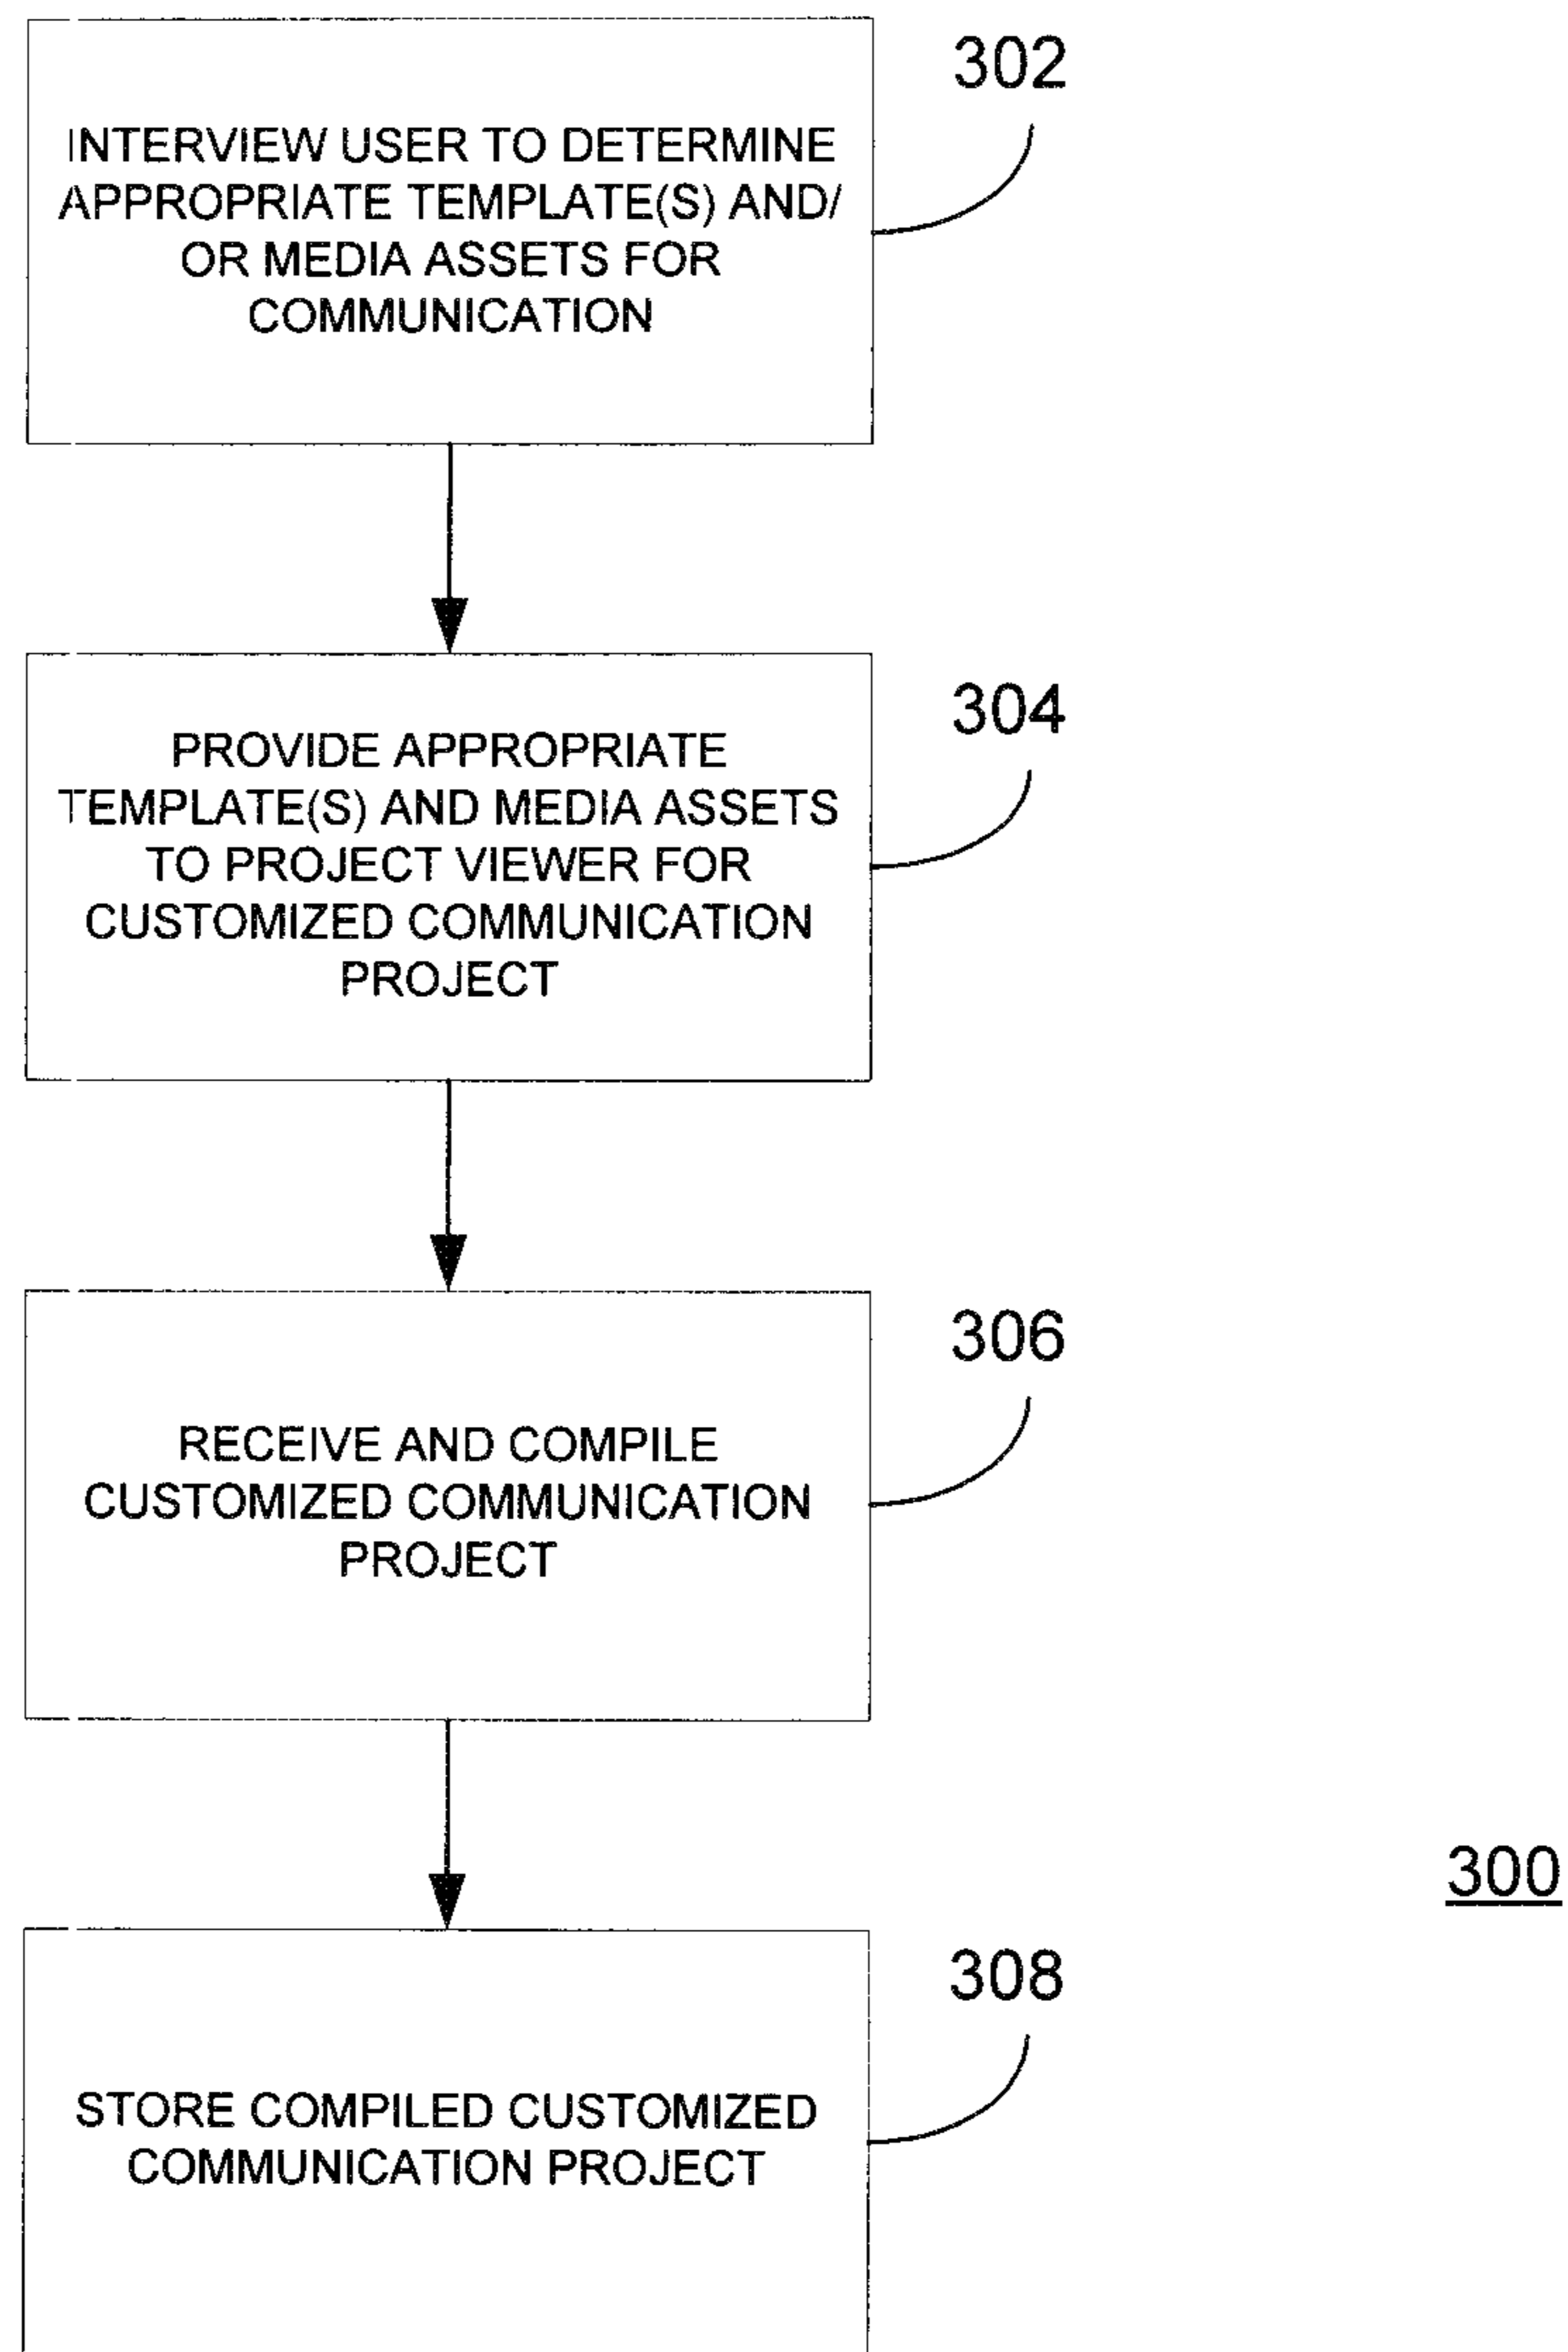 302
INTERVIEW USER TO DETERMINE
APPROPRIATE TEMPLATE(S) AND/
OR MEDIA ASSETS FOR
COMMUNICATION
304
PROVIDE APPROPRIATE
TEMPLATE(S) AND MEDIA ASSETS
TO PROJECT VIEWER FOR
CUSTOMIZED COMMUNICATION
PROJECT
306
RECEIVE AND COMPILE
CUSTOMIZED COMMUNICATION
PROJECT
300
308
STORE COMPILED CUSTOMIZED
COMMUNICATION PROJECT